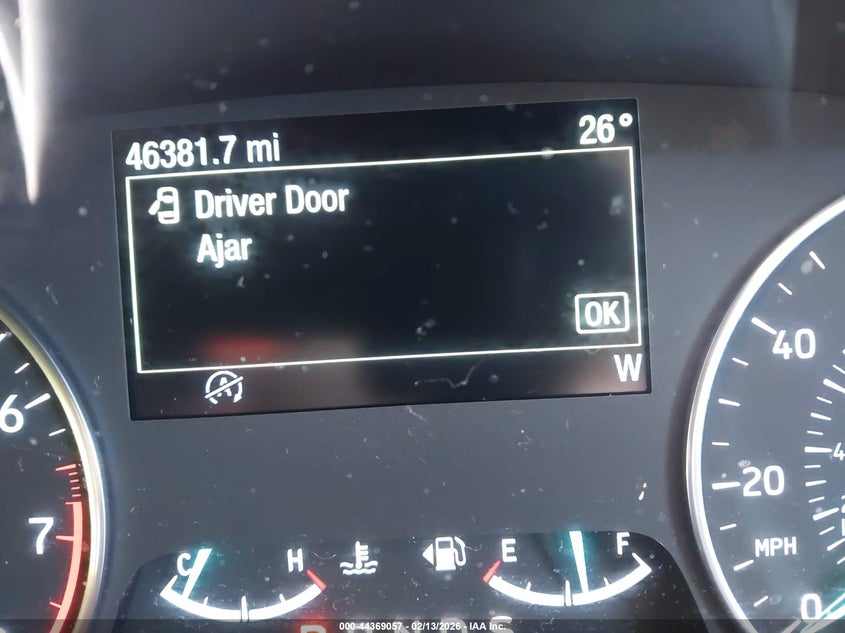 46381.7 mi
26°
Driver Door
Ajar
OK
W
6
7
40
20
MPH
0
C
H
E
F
000-44369057 - 02/13/2026 - IAA Inc.